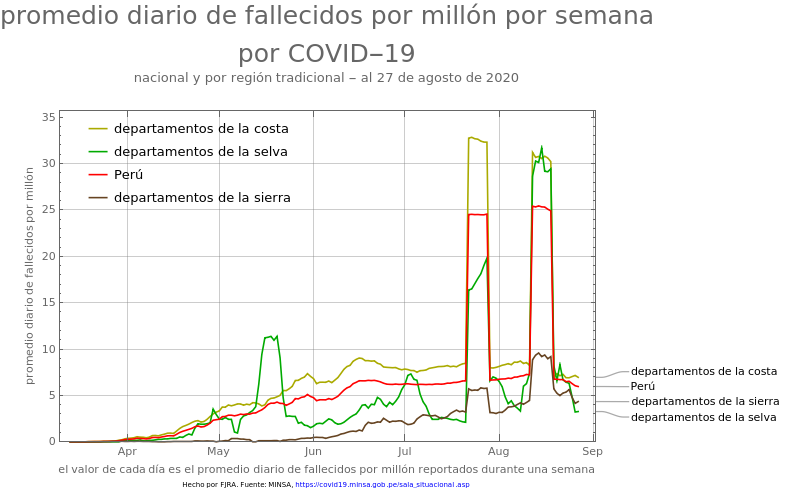 promedio diario de fallecidos por millón por semana
por COVID‒19
nacional y por región tradicional ‒ al 27 de agosto de 2020
promedio diario de fallecidos por millón
35
30
25
20
15
10
5
0
departamentos de la costa
departamentos de la selva
Perú
departamentos de la sierra
departamentos de la costa
Perú
departamentos de la sierra
departamentos de la selva
Apr May Jun Jul Aug Sep
el valor de cada día es el promedio diario de fallecidos por millón reportados durante una semana
Hecho por FJRA. Fuente: MINSA, https://covid19.minsa.gob.pe/sala_situacional.asp